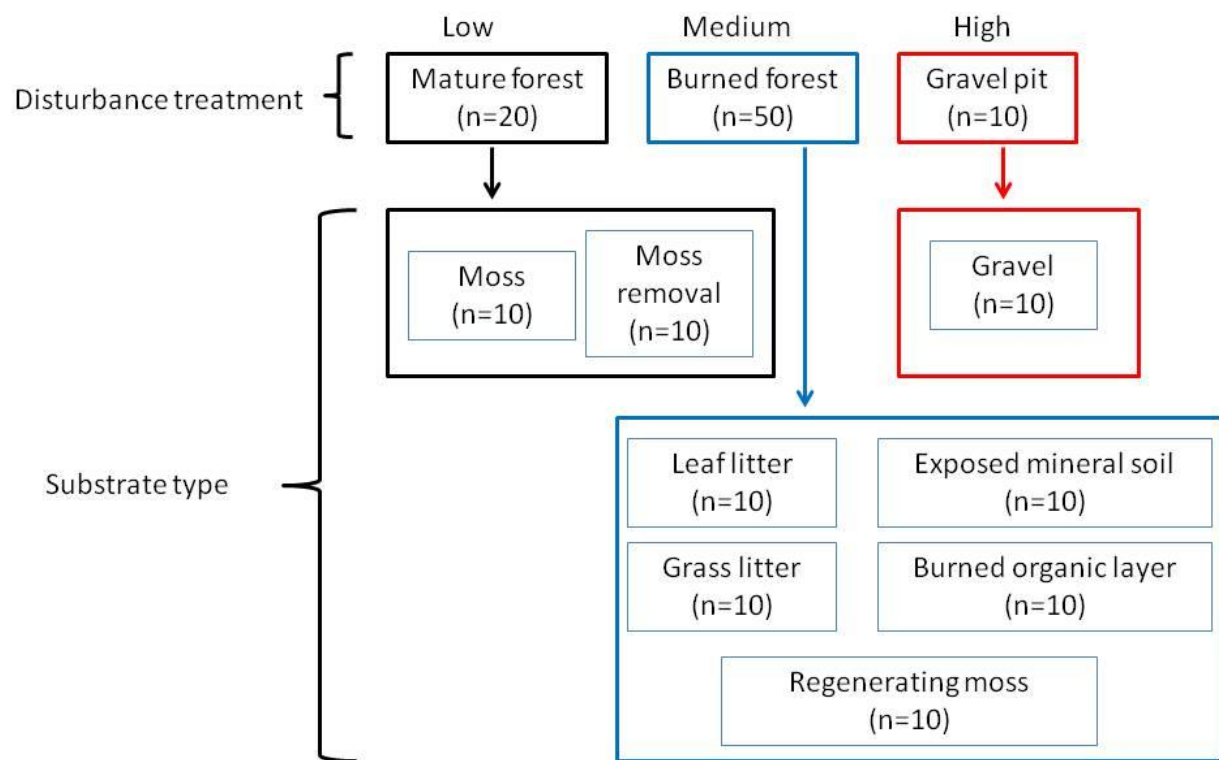 Low
Medium
High
Disturbance treatment
Mature forest
(n=20)
Burned forest
(n=50)
Gravel pit
(n=10)
Substrate type
Moss
(n=10)
Moss
removal
(n=10)
Gravel
(n=10)
Leaf litter
(n=10)
Exposed mineral soil
(n=10)
Grass litter
(n=10)
Burned organic layer
(n=10)
Regenerating moss
(n=10)